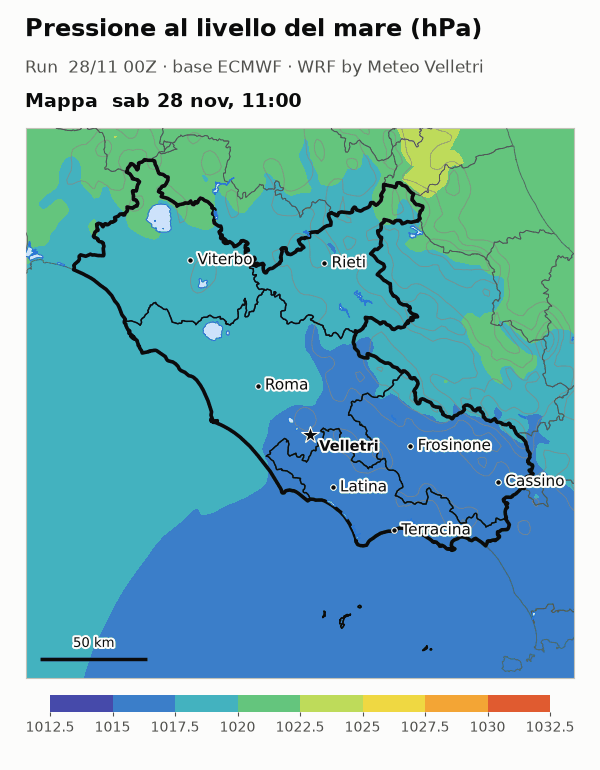 Pressione al livello del mare (hPa)
Run  28/11 00Z · base ECMWF · WRF by Meteo Velletri
Mappa  sab 28 nov, 11:00
Viterbo
Rieti
Roma
Velletri
Frosinone
Latina
Cassino
Terracina
50 km
1012.5 1015 1017.5 1020 1022.5 1025 1027.5 1030 1032.5